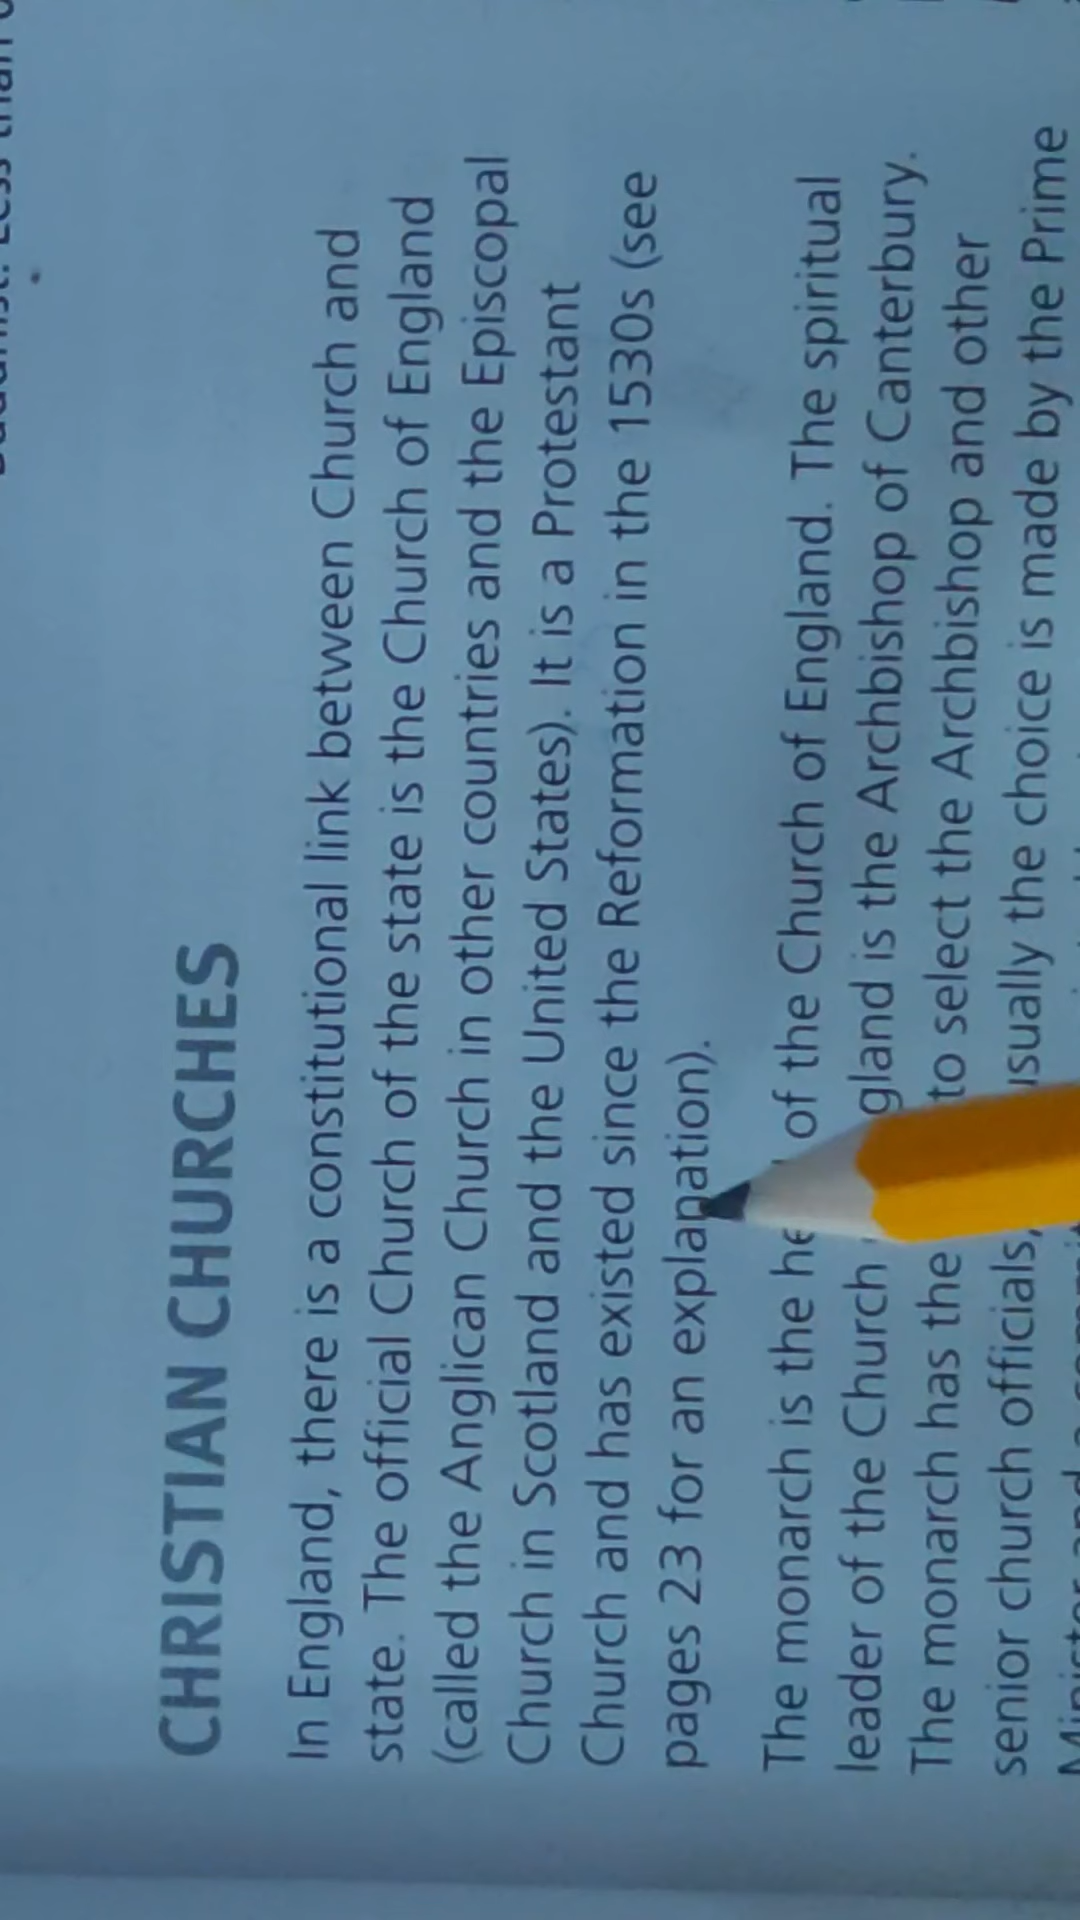 CHRISTIAN CHURCHES
In England, there is a constitutional link between Church and
state. The official Church of the state is the Church of England
(called the Anglican Church in other countries and the Episcopal
Church in Scotland and the United States). It is a Protestant
Church and has existed since the Reformation in the 1530s (see
pages 23 for an explanation).
The monarch is the of the Church of England. The spiritual
leader of the Church is the Archbishop of Canterbury.
The monarch has the to select the Archbishop and other
senior church officials, usually the choice is made by the Prime